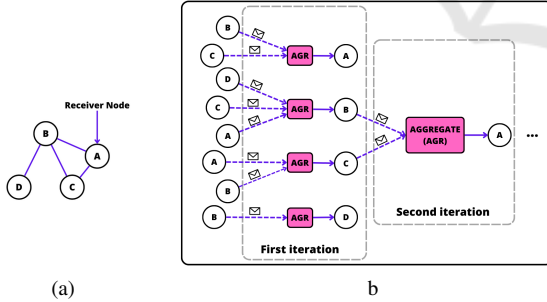 Receiver Node
B
A
D
C
B
C
AGR
A
D
C
A
AGR
B
A
B
AGR
C
B
AGR
D
First iteration
AGGREGATE
(AGR)
A
...
Second iteration
(a)
b